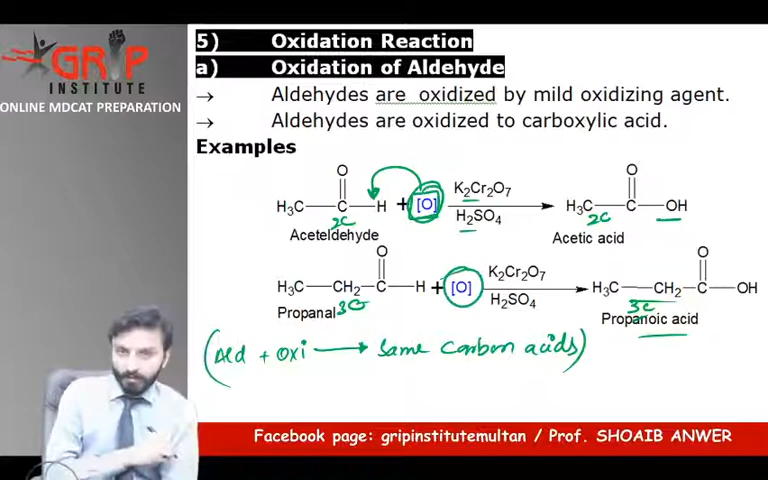 GRIP
INSTITUTE
ONLINE MDCAT PREPARATION
5) Oxidation Reaction
a) Oxidation of Aldehyde
→ Aldehydes are oxidized by mild oxidizing agent.
→ Aldehydes are oxidized to carboxylic acid.
Examples
O O
H3C C H + [O] K2Cr2O7 H3C C OH
2C H2SO4 2C
Aceteldehyde Acetic acid
O O
H3C CH2 C H + [O] K2Cr2O7 H3C CH2 C OH
H2SO4
Propanal 3C 3C
Propanoic acid
(Ald + oxi → Same Carbon acids)
Facebook page: gripinstitutemultan / Prof. SHOAIB ANWER